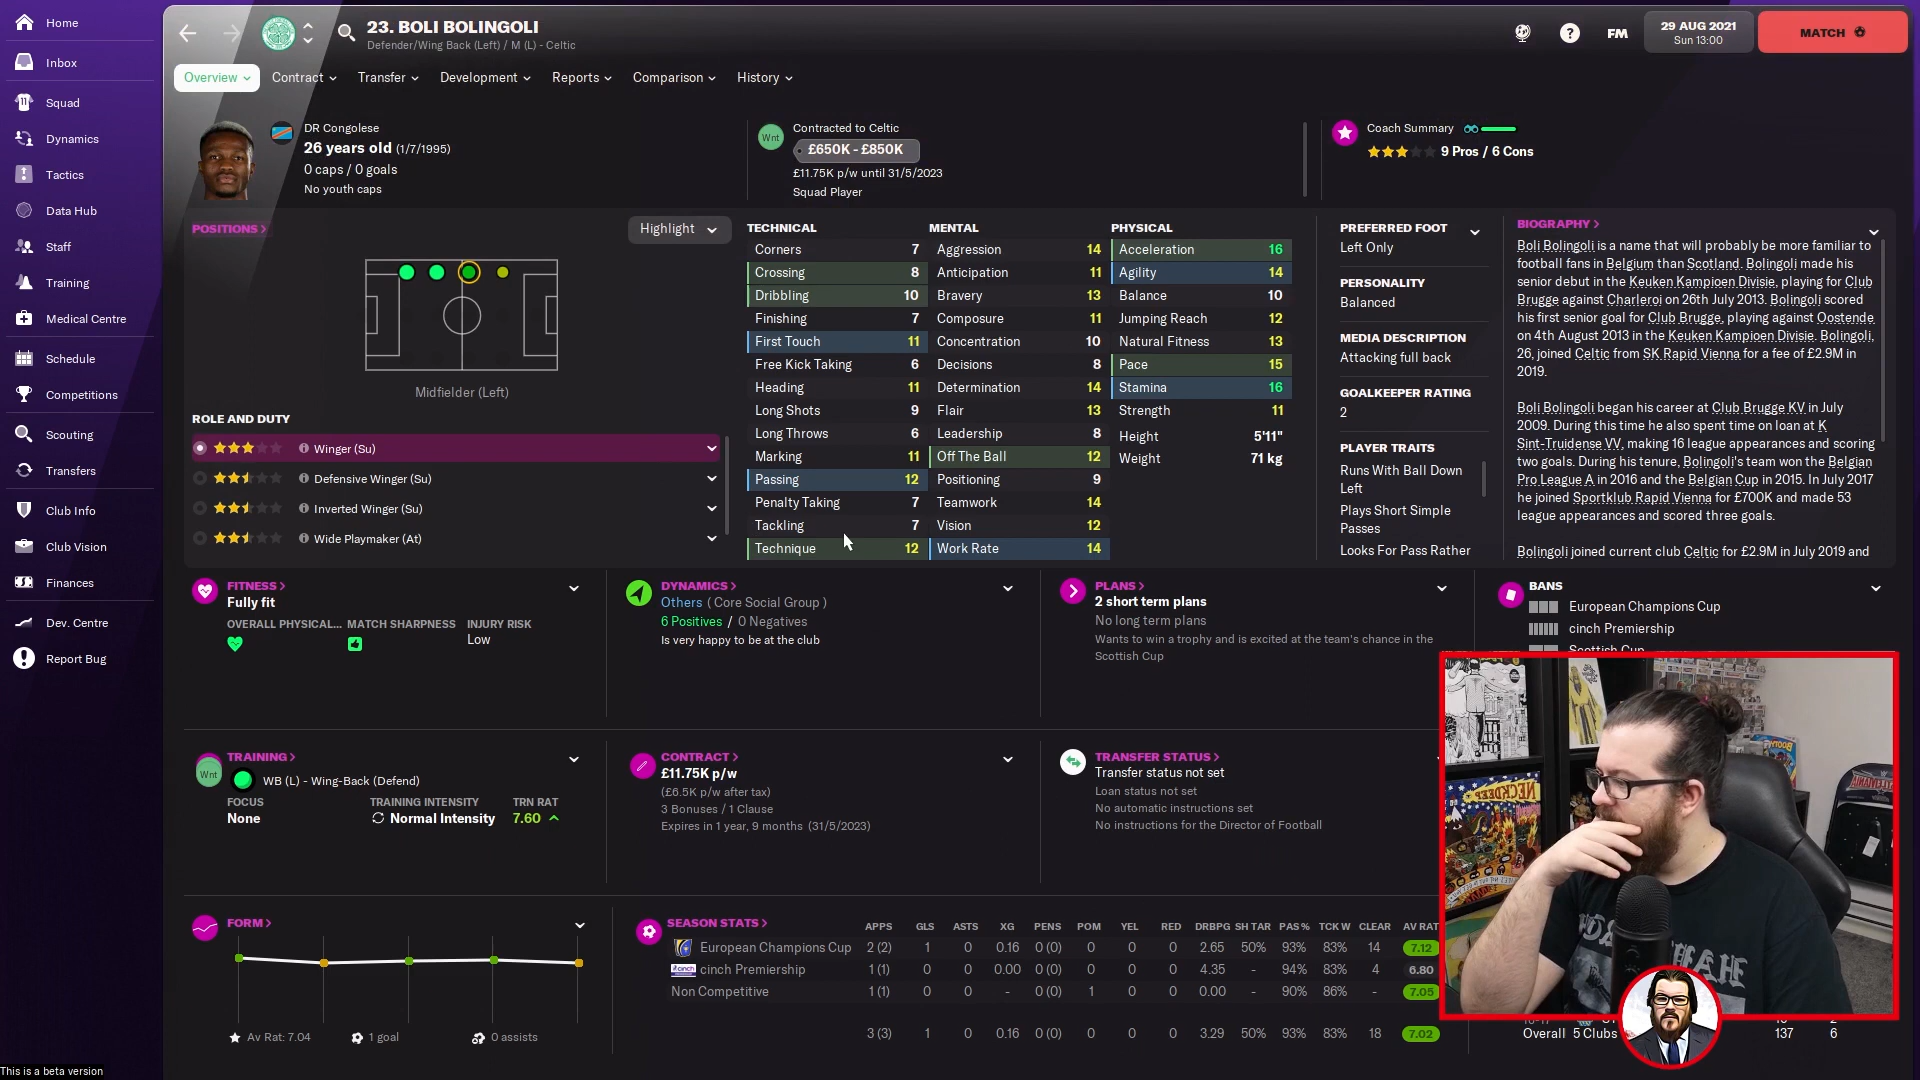 Home
Inbox
Squad
Dynamics
Tactics
Data Hub
Staff
Training
Medical Centre
Schedule
Competitions
Scouting
Transfers
Club Info
Club Vision
Finances
Dev. Centre
Report Bug
This is a beta version
23. BOLI BOLINGOLI
Defender/Wing Back (Left) / M (L) - Celtic
FM
29 AUG 2021
Sun 13:00
MATCH
Overview Contract Transfer Development Reports Comparison History
DR Congolese
26 years old (1/7/1995)
0 caps / 0 goals
No youth caps
Wnt
Contracted to Celtic
£650K - £850K
£11.75K p/w until 31/5/2023
Squad Player
Coach Summary
9 Pros / 6 Cons
POSITIONS >
Highlight
Midfielder (Left)
ROLE AND DUTY
Winger (Su)
Defensive Winger (Su)
Inverted Winger (Su)
Wide Playmaker (At)
TECHNICAL
Corners 7
Crossing 8
Dribbling 10
Finishing 7
First Touch 11
Free Kick Taking 6
Heading 11
Long Shots 9
Long Throws 6
Marking 11
Passing 12
Penalty Taking 7
Tackling 7
Technique 12
MENTAL
Aggression 14
Anticipation 11
Bravery 13
Composure 11
Concentration 10
Decisions 8
Determination 14
Flair 13
Leadership 8
Off The Ball 12
Positioning 9
Teamwork 14
Vision 12
Work Rate 14
PHYSICAL
Acceleration 16
Agility 14
Balance 10
Jumping Reach 12
Natural Fitness 13
Pace 15
Stamina 16
Strength 11
Height 5'11"
Weight 71 kg
PREFERRED FOOT
Left Only
PERSONALITY
Balanced
MEDIA DESCRIPTION
Attacking full back
GOALKEEPER RATING
2
PLAYER TRAITS
Runs With Ball Down
Left
Plays Short Simple
Passes
Looks For Pass Rather
BIOGRAPHY >
Boli Bolingoli is a name that will probably be more familiar to
football fans in Belgium than Scotland. Bolingoli made his
senior debut in the Keuken Kampioen Divisie, playing for Club
Brugge against Charleroi on 26th July 2013. Bolingoli scored
his first senior goal for Club Brugge, playing against Oostende
on 4th August 2013 in the Keuken Kampioen Divisie. Bolingoli,
26, joined Celtic from SK Rapid Vienna for a fee of £2.9M in
2019.
Boli Bolingoli began his career at Club Brugge KV in July
2009. During this time he also spent time on loan at K
Sint-Truidense VV, making 16 league appearances and scoring
two goals. During his tenure, Bolingoli's team won the Belgian
Pro League A in 2016 and the Belgian Cup in 2015. In July 2017
he joined Sportklub Rapid Vienna for £700K and made 53
league appearances and scored three goals.
Bolingoli joined current club Celtic for £2.9M in July 2019 and
FITNESS >
Fully fit
OVERALL PHYSICAL... MATCH SHARPNESS INJURY RISK
Low
DYNAMICS >
Others ( Core Social Group )
6 Positives / 0 Negatives
Is very happy to be at the club
PLANS >
2 short term plans
No long term plans
Wants to win a trophy and is excited at the team's chance in the
Scottish Cup
BANS
European Champions Cup
cinch Premiership
Scottish Cup
TRAINING >
Wnt
WB (L) - Wing-Back (Defend)
FOCUS TRAINING INTENSITY TRN RAT
None Normal Intensity 7.60
CONTRACT >
£11.75K p/w
(£6.5K p/w after tax)
3 Bonuses / 1 Clause
Expires in 1 year, 9 months (31/5/2023)
TRANSFER STATUS >
Transfer status not set
Loan status not set
No automatic instructions set
No instructions for the Director of Football
FORM >
Av Rat: 7.04 1 goal 0 assists
SEASON STATS > APPS GLS ASTS XG PENS POM YEL RED DRBPG SH TAR PAS % TCK W CLEAR AV RAT
European Champions Cup 2 (2) 1 0 0.16 0 (0) 0 0 0 2.65 50% 93% 83% 14 7.12
cinch Premiership 1 (1) 0 0 0.00 0 (0) 0 0 0 4.35 - 94% 83% 4 6.80
Non Competitive 1 (1) 0 0 - 0 (0) 1 0 0 0.00 - 90% 86% - 7.05
3 (3) 1 0 0.16 0 (0) 0 0 0 3.29 50% 93% 83% 18 7.02
Overall 5 Clubs 137 6
NECKDEEP